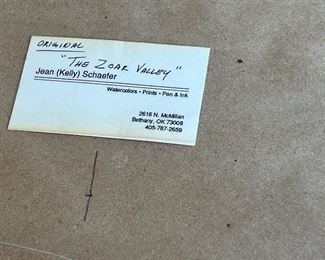 ORIGINAL
"THE ZOAR VALLEY"
Jean (Kelly) Schaefer
Watercolors • Prints • Pen & Ink
2616 N. McMillan
Bethany, OK 73008
405-787-2659